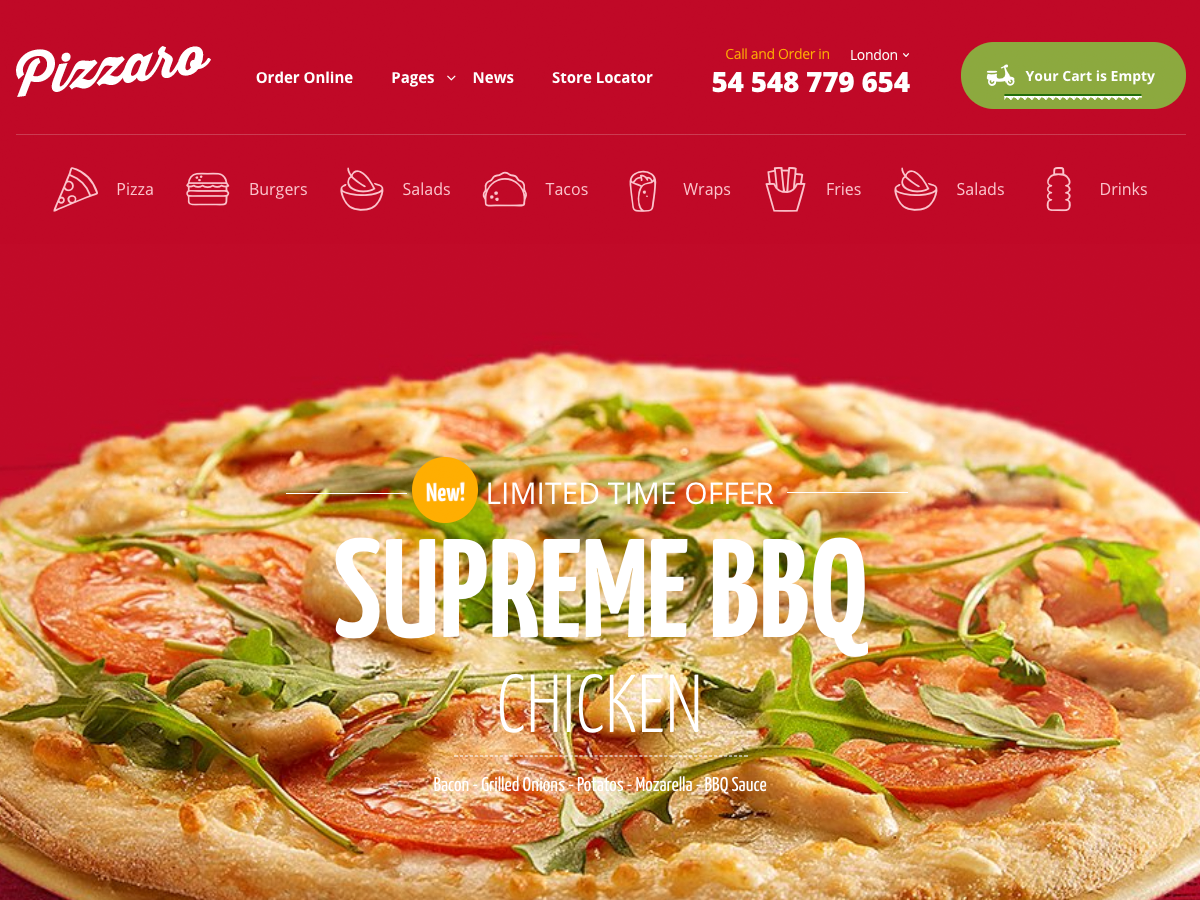 Pizzaro
Order Online
Pages
News
Store Locator
Call and Order in
London
54 548 779 654
Your Cart is Empty
Pizza
Burgers
Salads
Tacos
Wraps
Fries
Salads
Drinks
New!
LIMITED TIME OFFER
SUPREME BBQ
CHICKEN
Bacon - Grilled Onions - Potatos - Mozarella - BBQ Sauce